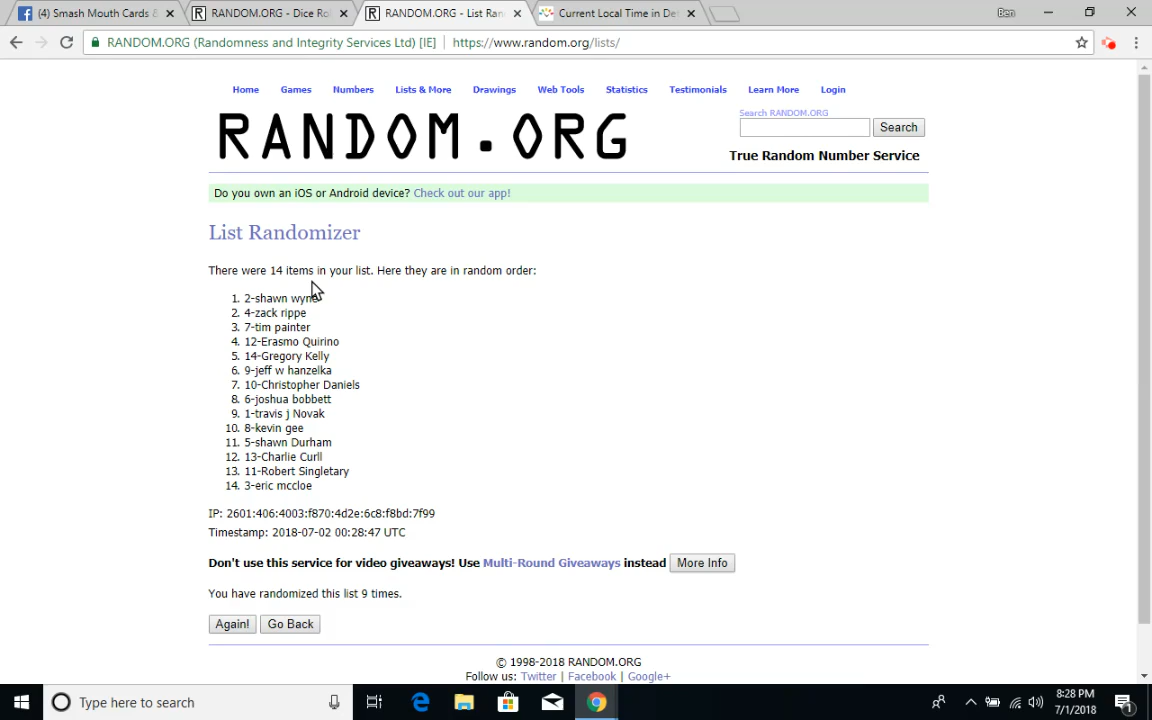 (4) Smash Mouth Cards &
RANDOM.ORG - Dice Ro
RANDOM.ORG - List Ran
Current Local Time in Det
Ben
RANDOM.ORG (Randomness and Integrity Services Ltd) [IE]
https://www.random.org/lists/
Home Games Numbers Lists & More Drawings Web Tools Statistics Testimonials Learn More Login
RANDOM.ORG
Search RANDOM.ORG
Search
True Random Number Service
Do you own an iOS or Android device? Check out our app!
List Randomizer
There were 14 items in your list. Here they are in random order:
1. 2-shawn wyne
2. 4-zack rippe
3. 7-tim painter
4. 12-Erasmo Quirino
5. 14-Gregory Kelly
6. 9-jeff w hanzelka
7. 10-Christopher Daniels
8. 6-joshua bobbett
9. 1-travis j Novak
10. 8-kevin gee
11. 5-shawn Durham
12. 13-Charlie Curll
13. 11-Robert Singletary
14. 3-eric mccloe
IP: 2601:406:4003:f870:4d2e:6c8:f8bd:7f99
Timestamp: 2018-07-02 00:28:47 UTC
Don't use this service for video giveaways! Use Multi-Round Giveaways instead More Info
You have randomized this list 9 times.
Again! Go Back
© 1998-2018 RANDOM.ORG
Follow us: Twitter | Facebook | Google+
Type here to search
8:28 PM
7/1/2018
1